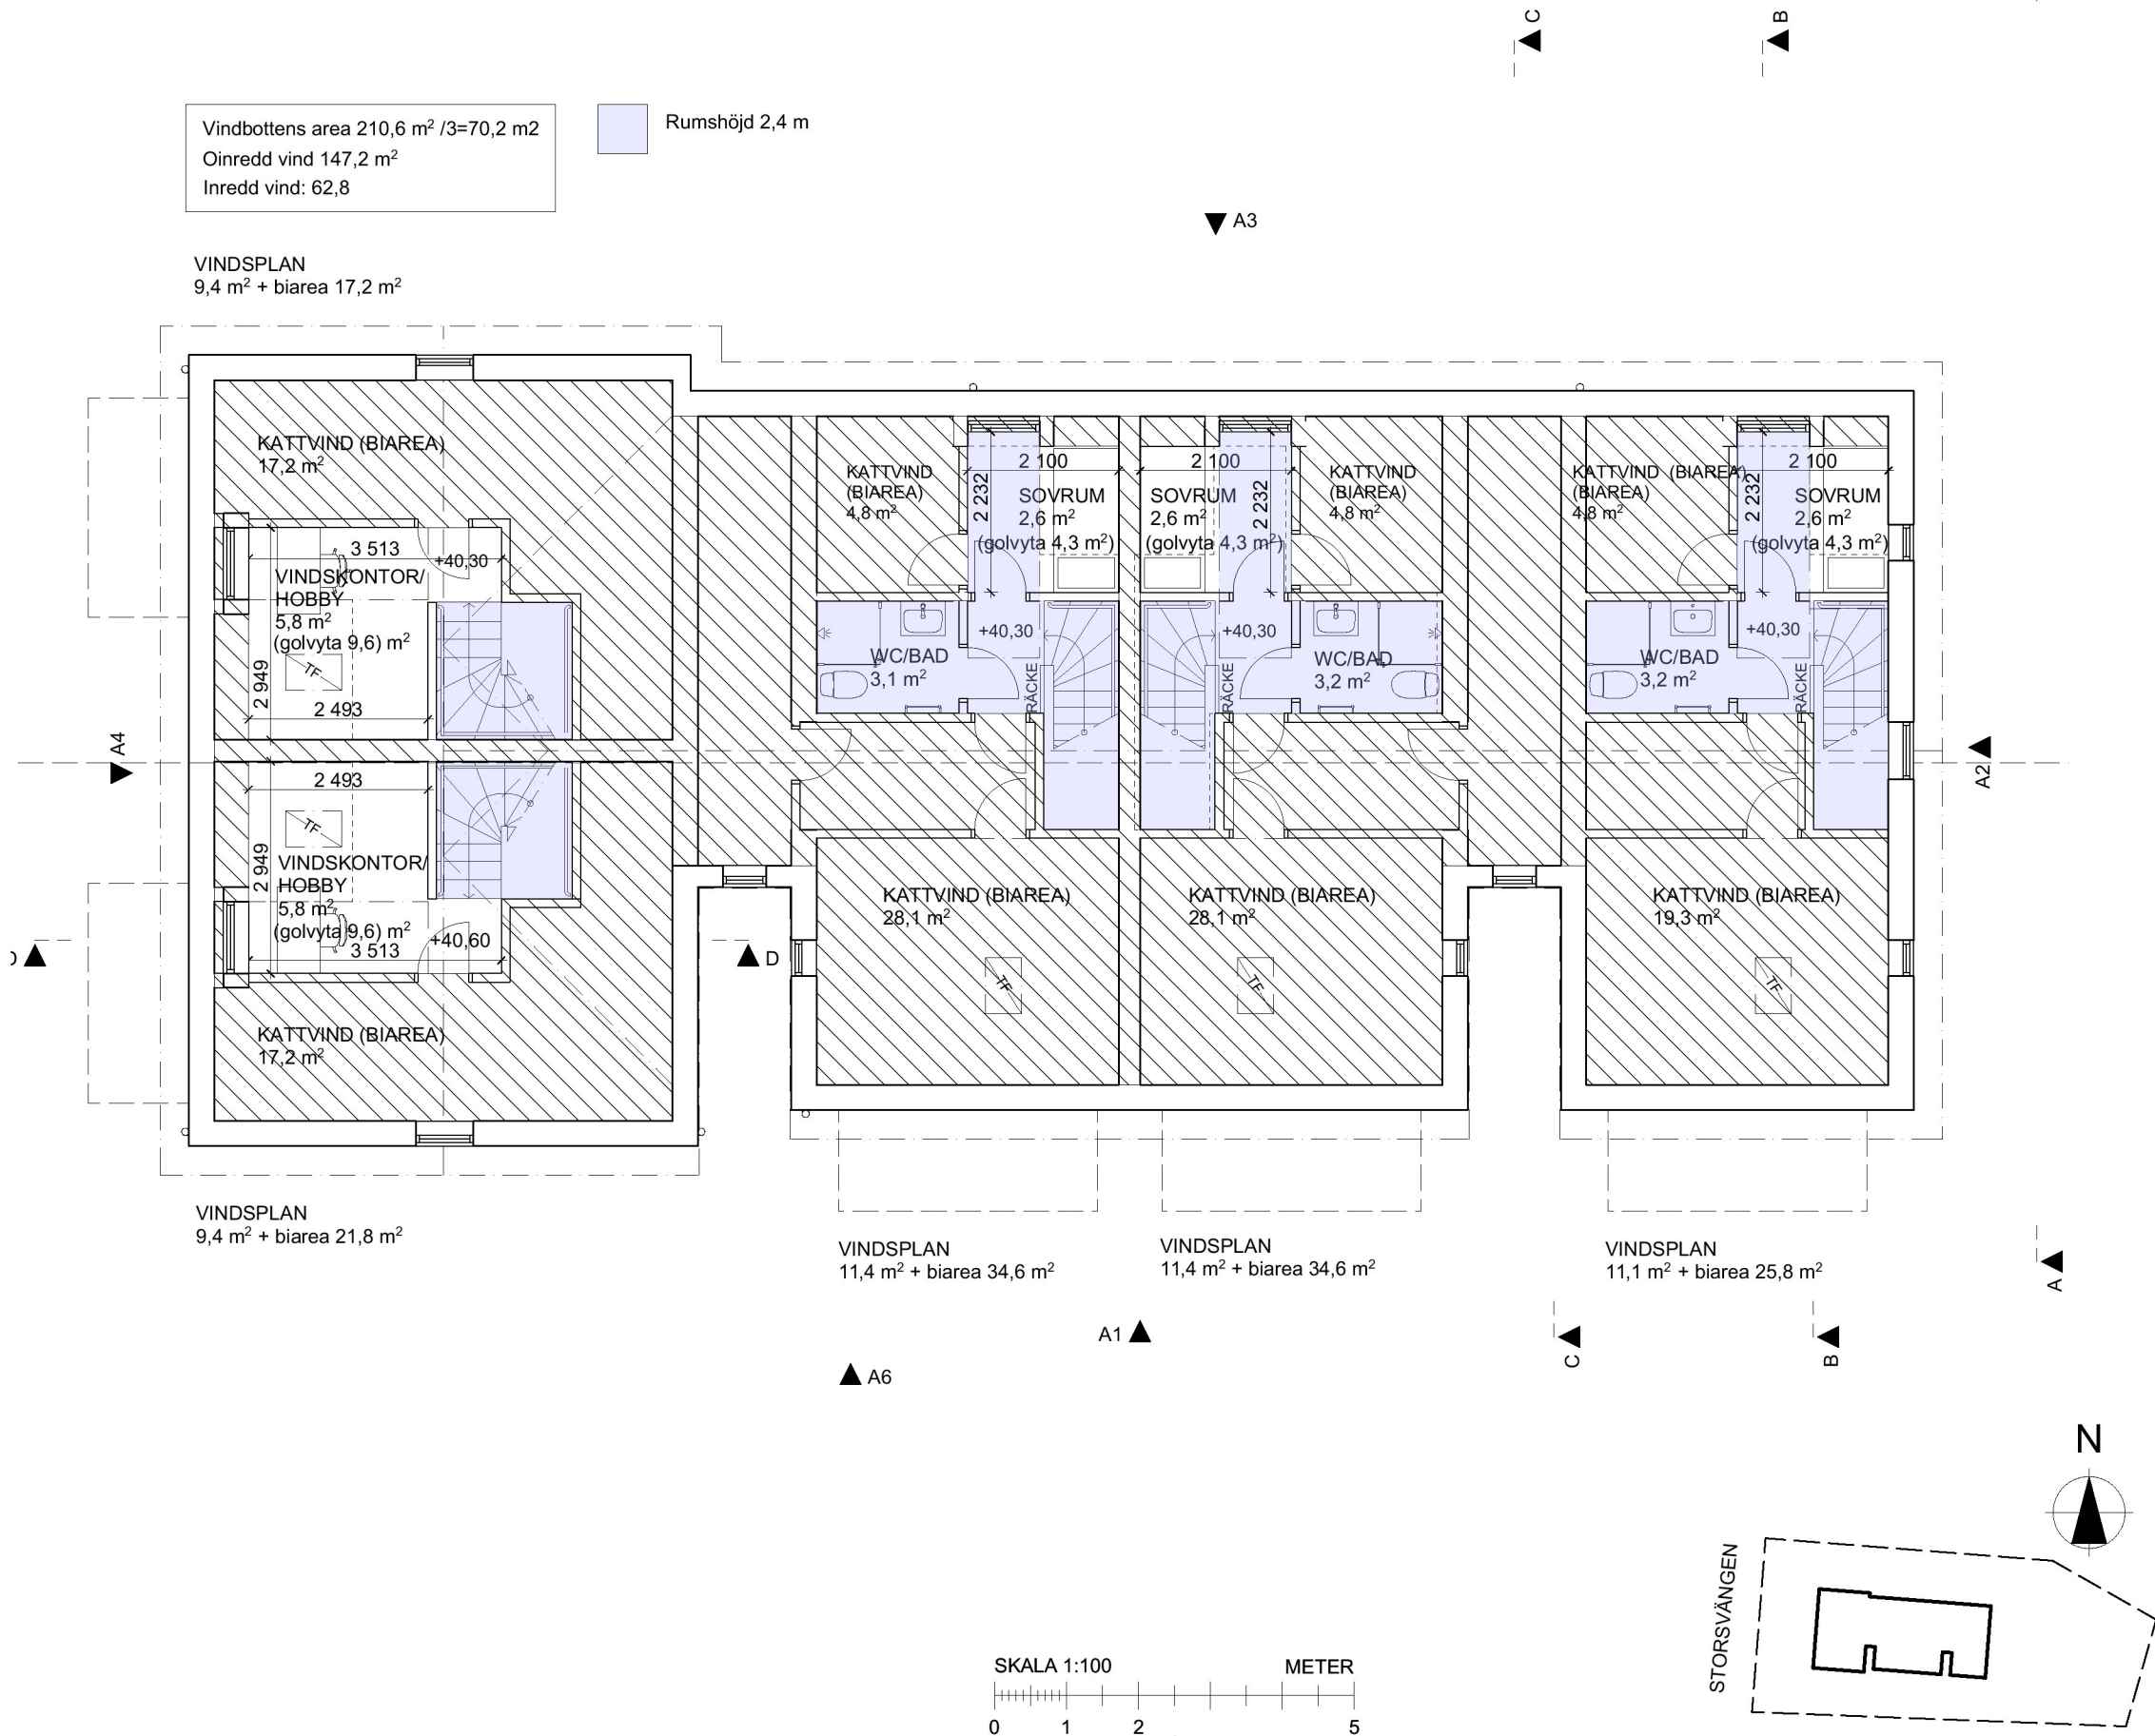 C
B
Vindbottens area 210,6 m² /3=70,2 m2
Oinredd vind 147,2 m²
Inredd vind: 62,8
Rumshöjd 2,4 m
A3
VINDSPLAN
9,4 m² + biarea 17,2 m²
KATTVIND (BIAREA)
17,2 m²
3 513
+40,30
VINDSKONTOR/
HOBBY
5,8 m²
(golvyta 9,6) m²
TF
2 949
2 493
KATTVIND
(BIAREA)
4,8 m²
2 100
2 232
SOVRUM
2,6 m²
(golvyta 4,3 m²)
2 100
SOVRUM
2,6 m²
(golvyta 4,3 m²)
2 232
KATTVIND
(BIAREA)
4,8 m²
KATTVIND (BIAREA)
(BIAREA)
4,8 m²
2 100
2 232
SOVRUM
2,6 m²
(golvyta 4,3 m²)
+40,30
WC/BAD
3,1 m²
RÄCKE
+40,30
RÄCKE
WC/BAD
3,2 m²
+40,30
WC/BAD
3,2 m²
RÄCKE
A4
A2
2 493
TF
2 949
VINDSKONTOR/
HOBBY
5,8 m²
(golvyta 9,6) m²
3 513
+40,60
KATTVIND (BIAREA)
28,1 m²
TF
KATTVIND (BIAREA)
28,1 m²
TF
KATTVIND (BIAREA)
19,3 m²
TF
D
D
KATTVIND (BIAREA)
17,2 m²
VINDSPLAN
9,4 m² + biarea 21,8 m²
VINDSPLAN
11,4 m² + biarea 34,6 m²
VINDSPLAN
11,4 m² + biarea 34,6 m²
VINDSPLAN
11,1 m² + biarea 25,8 m²
A
A1
C
B
A6
N
STORSVÄNGEN
SKALA 1:100 METER
0 1 2 5